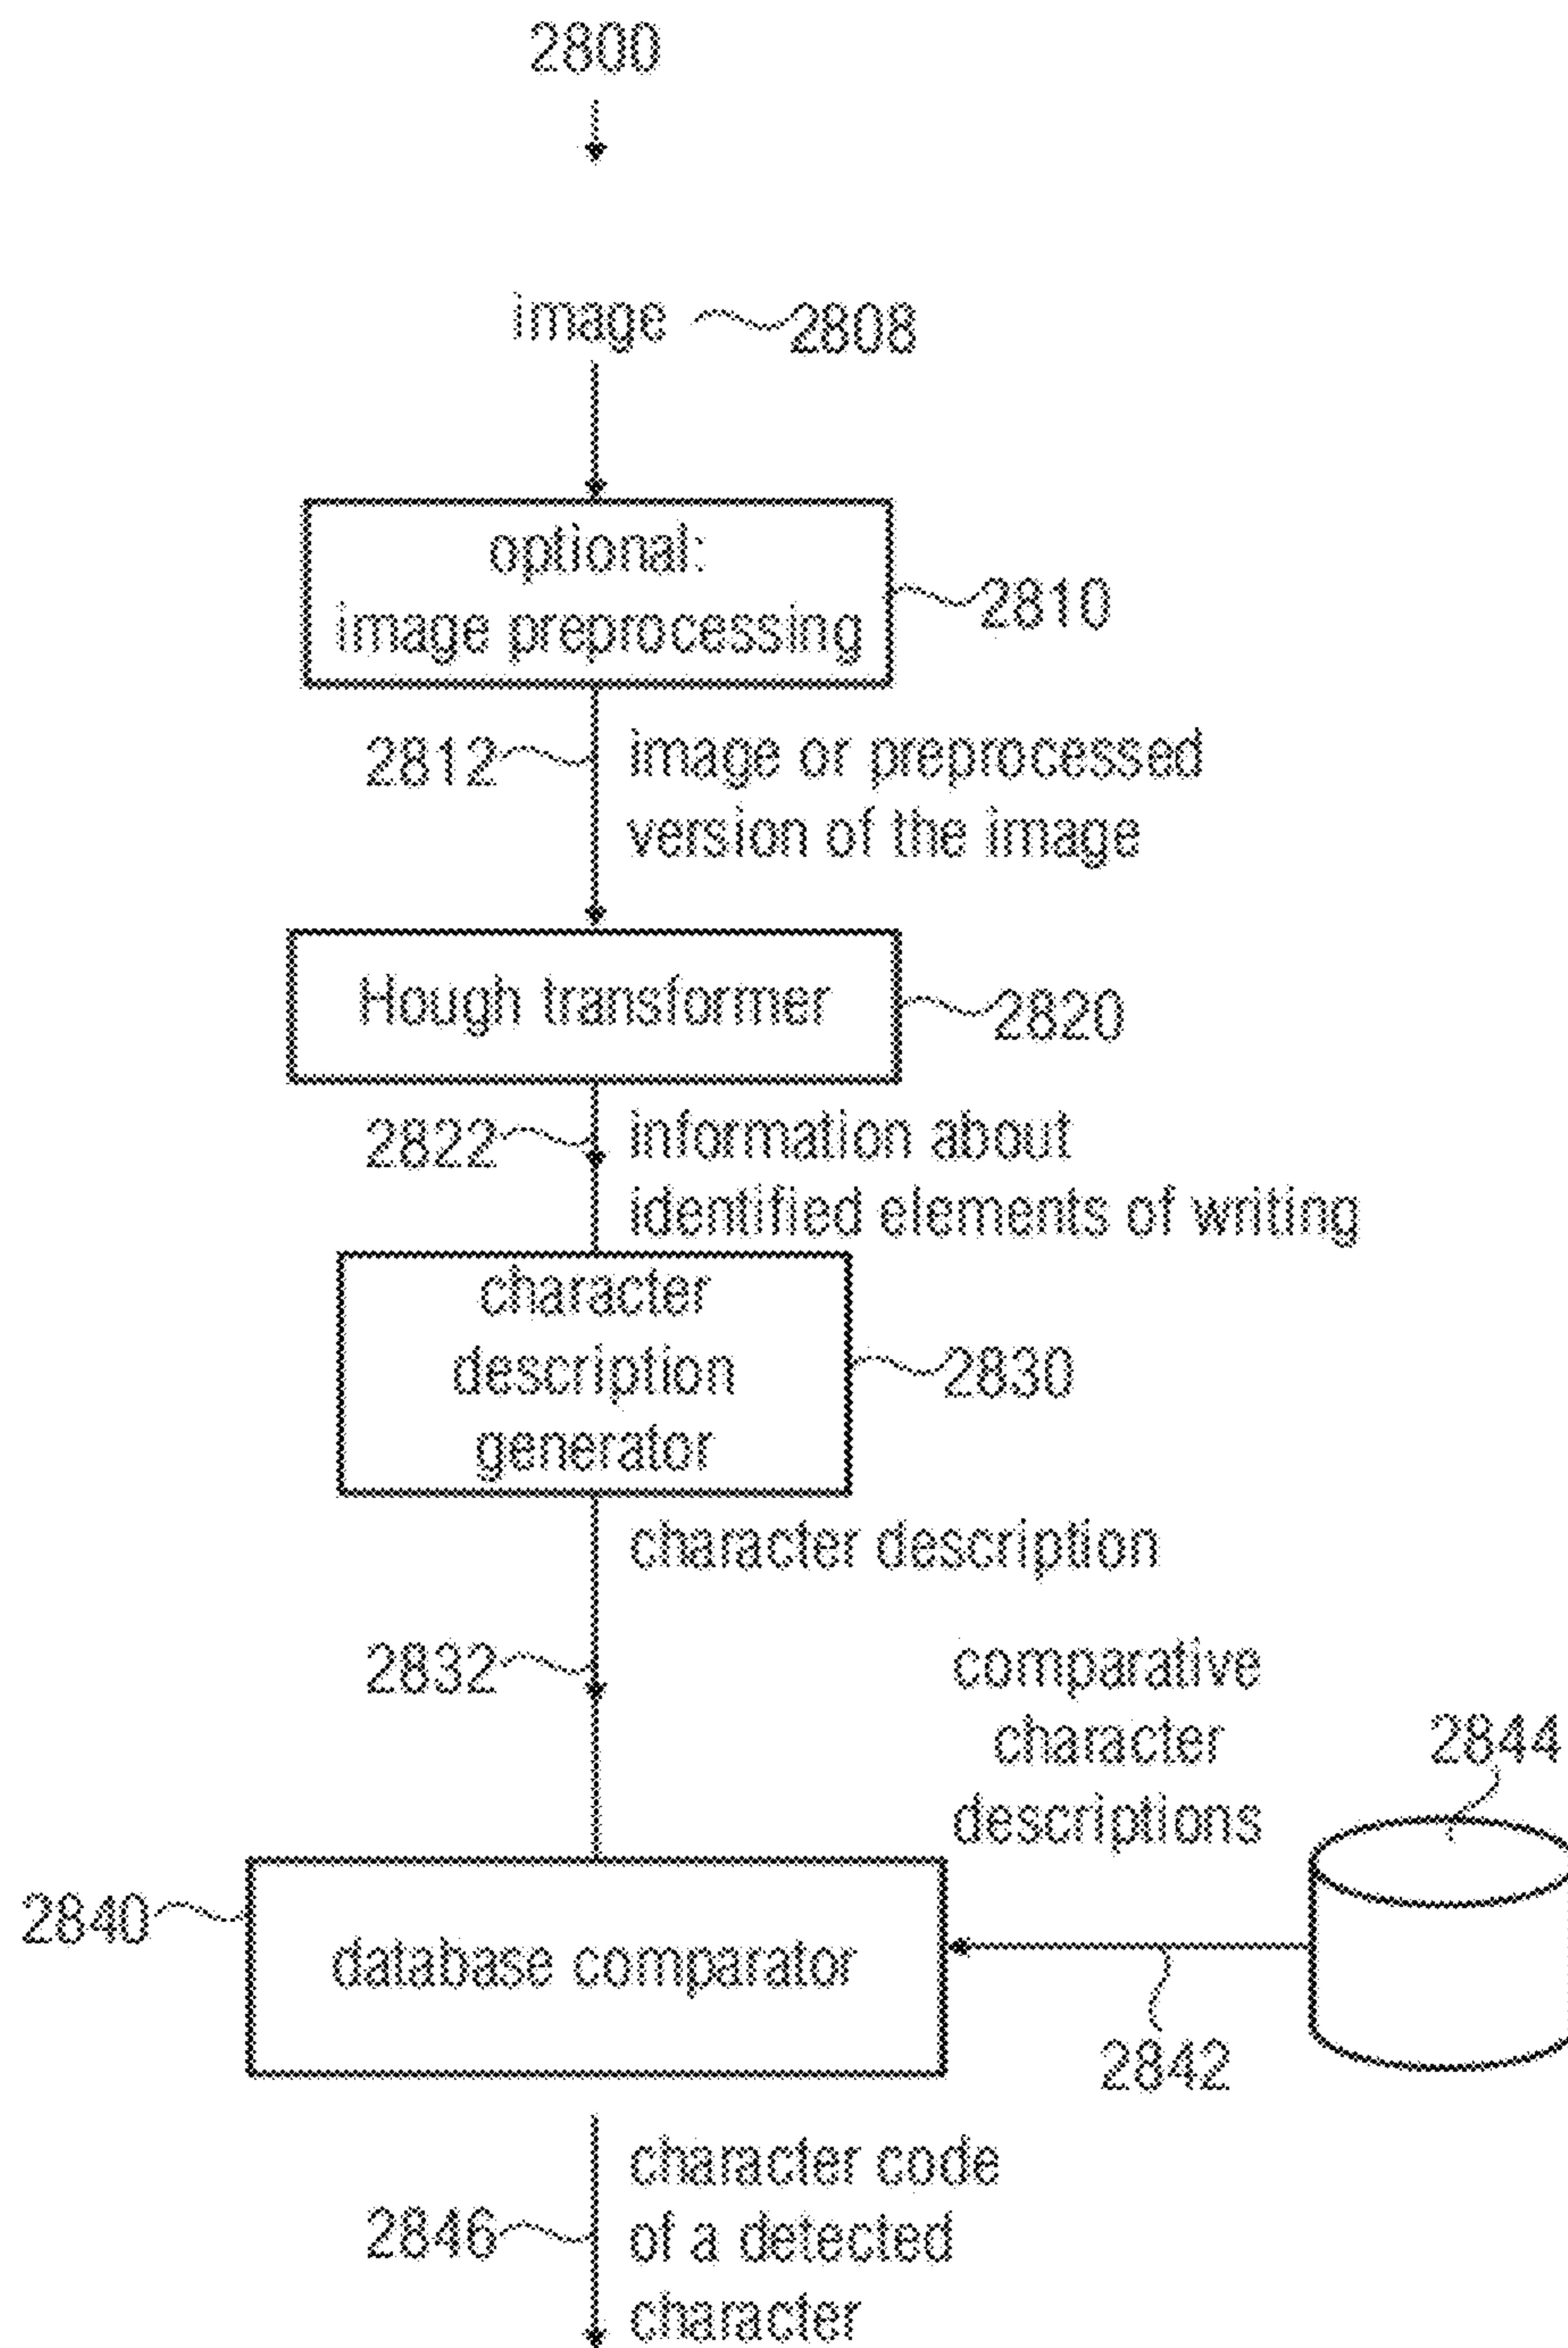 2800
image 2808
optional:
image preprocessing
2810
2812
image or preprocessed
version of the image
Hough transformer
2820
2822
information about
identified elements of writing
character
description
generator
2830
character description
2832
comparative
character
descriptions
2844
2840
database comparator
2842
character code
of a detected
character
2846